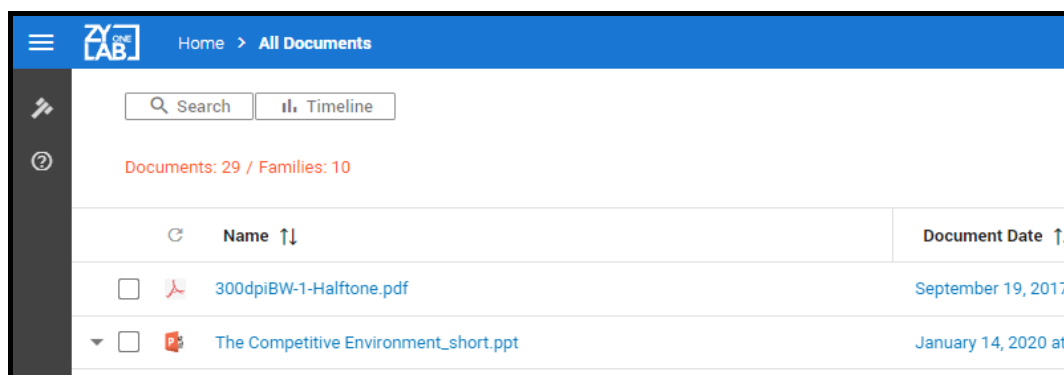 ZY ONE
LAB
Home > All Documents
Search Timeline
Documents: 29 / Families: 10
Name Document Date
300dpiBW-1-Halftone.pdf September 19, 2017
The Competitive Environment_short.ppt January 14, 2020 at